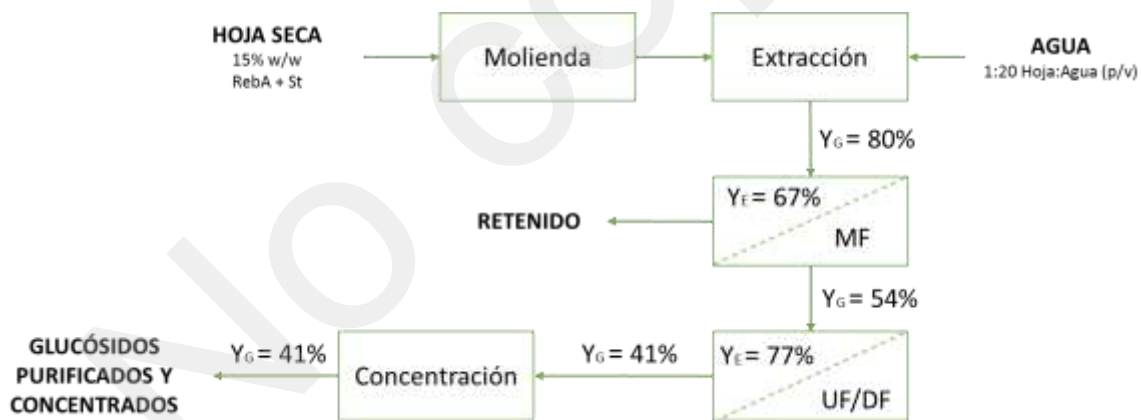 HOJA SECA
15% w/w
RebA + St
Molienda
Extracción
AGUA
1:20 Hoja:Agua (p/v)
YG = 80%
YE = 67%
MF
RETENIDO
YG = 54%
YE = 77%
UF/DF
YG = 41%
Concentración
YG = 41%
GLUCÓSIDOS
PURIFICADOS Y
CONCENTRADOS